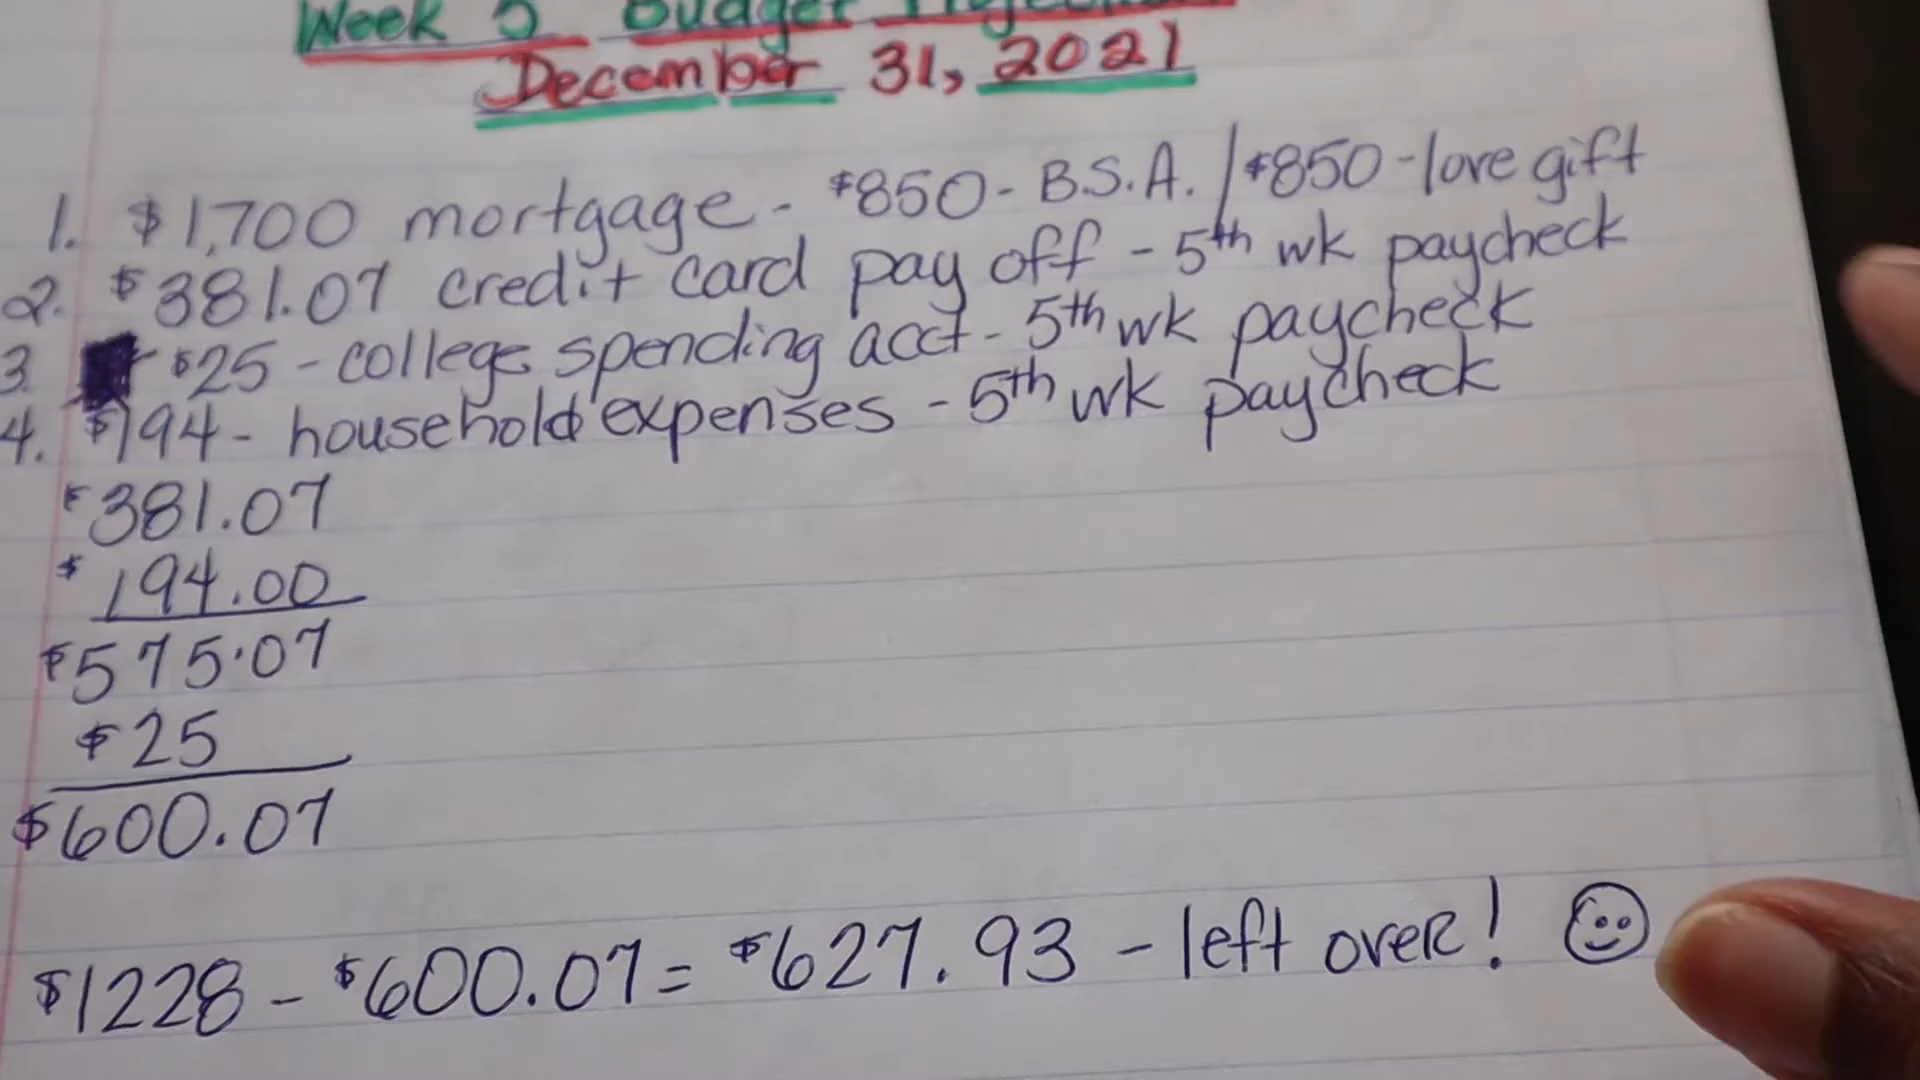 Week 5 Budget Projection
December 31, 2021
1. $1,700 mortgage - $850 - B.S.A. / $850 - love gift
2. $381.07 credit card pay off - 5th wk paycheck
3. $25 - college spending acct - 5th wk paycheck
4. $194 - household expenses - 5th wk paycheck
$381.07
$194.00
$575.07
$25
$600.07
$1228 - $600.07 = $627.93 - left over!